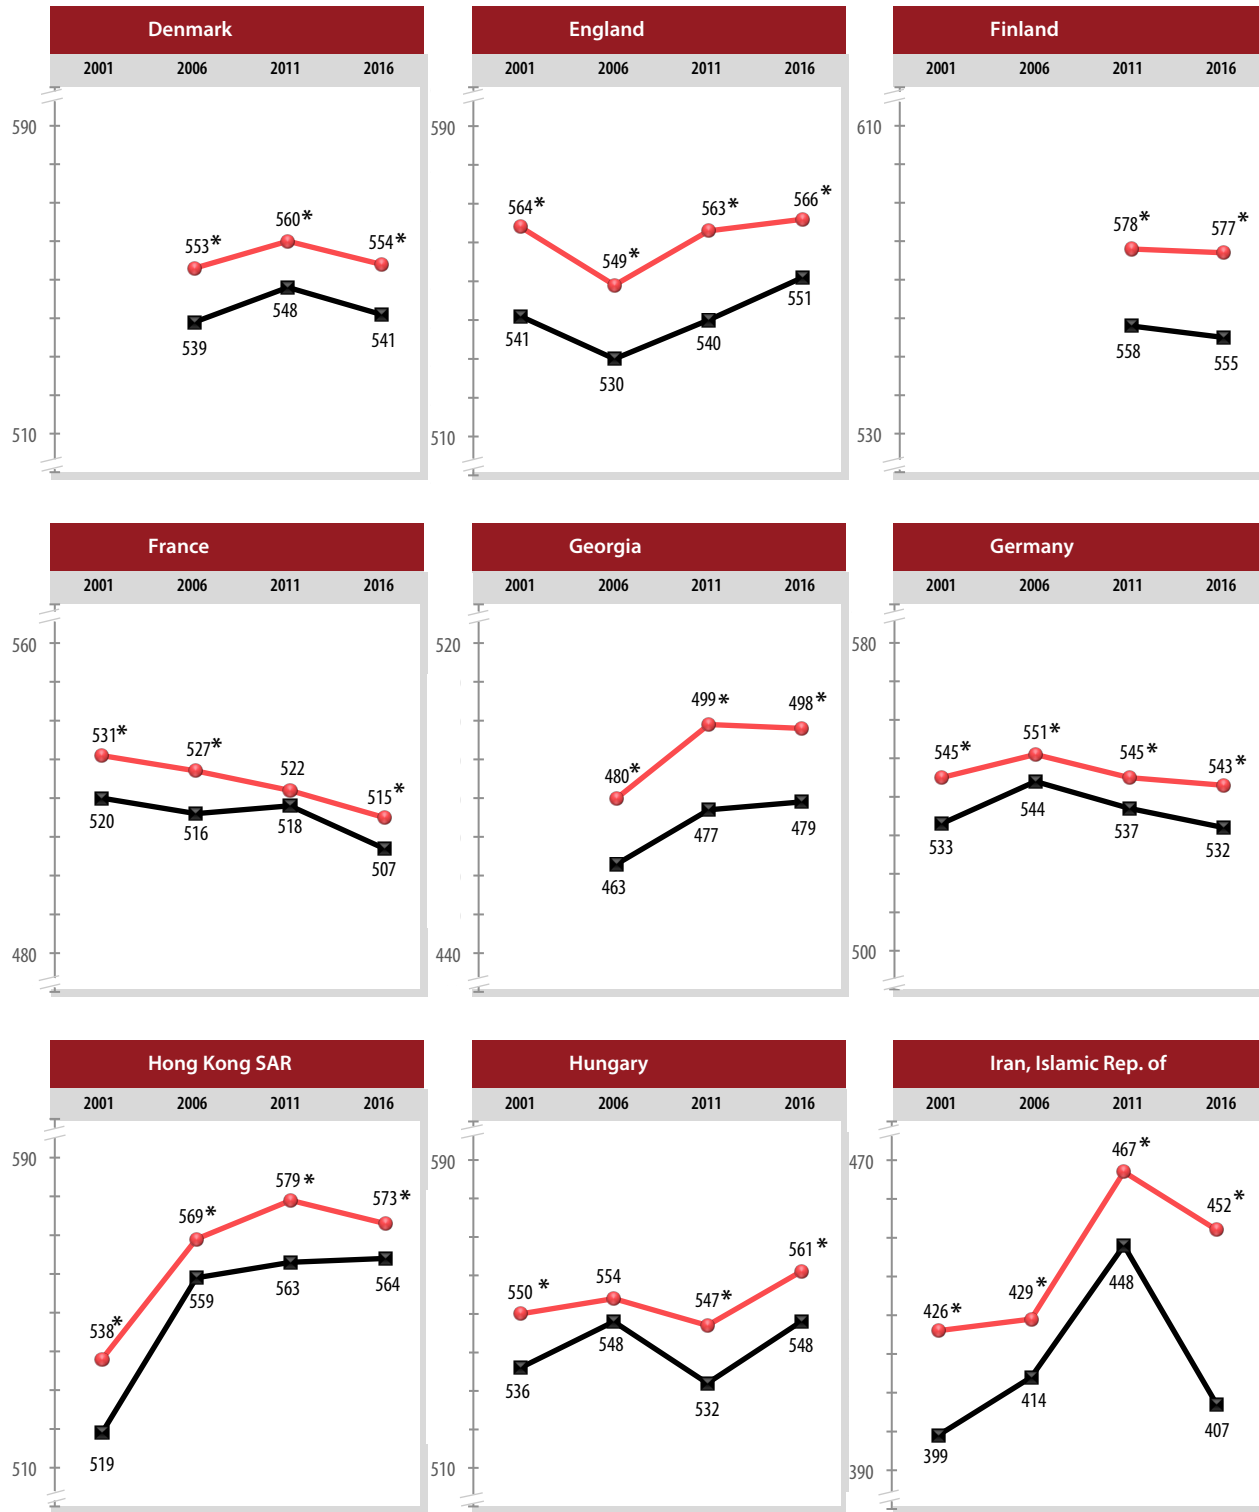 Denmark
England
Finland
2001 2006 2011 2016
2001 2006 2011 2016
2001 2006 2011 2016
590
553* 560* 554*
539 548 541
510
590
564* 549* 563* 566*
541 530 540 551
510
610
578* 577*
558 555
530
France
Georgia
Germany
2001 2006 2011 2016
2001 2006 2011 2016
2001 2006 2011 2016
560
531* 527* 522 515*
520 516 518 507
480
520
480* 499* 498*
463 477 479
440
580
545* 551* 545* 543*
533 544 537 532
500
Hong Kong SAR
Hungary
Iran, Islamic Rep. of
2001 2006 2011 2016
2001 2006 2011 2016
2001 2006 2011 2016
590
538* 569* 579* 573*
519 559 563 564
510
590
550* 554 547* 561*
536 548 532 548
510
470
426* 429* 467* 452*
399 414 448 407
390